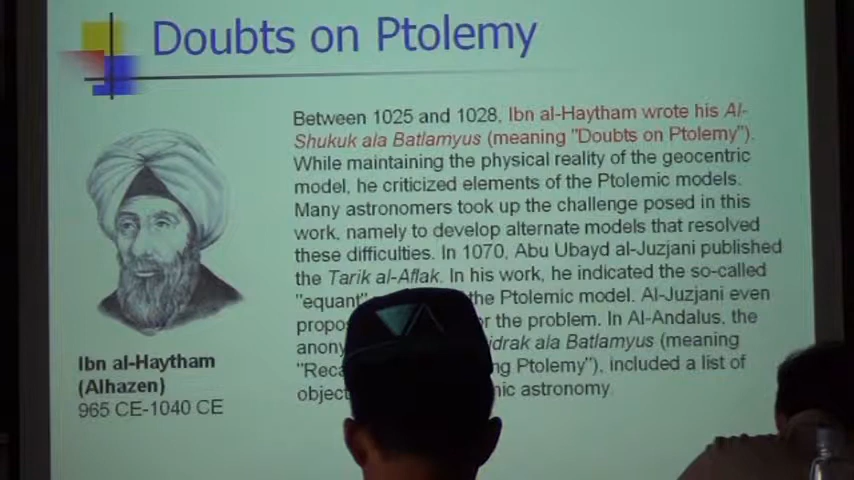 Doubts on Ptolemy
Between 1025 and 1028, Ibn al-Haytham wrote his Al-
Shukuk ala Batlamyus (meaning "Doubts on Ptolemy").
While maintaining the physical reality of the geocentric
model, he criticized elements of the Ptolemic models.
Many astronomers took up the challenge posed in this
work, namely to develop alternate models that resolved
these difficulties. In 1070, Abu Ubayd al-Juzjani published
the Tarik al-Aflak. In his work, he indicated the so-called
"equant" the Ptolemic model. Al-Juzjani even
the problem. In Al-Andalus, the
ala Batlamyus (meaning
Ptolemy"), included a list of
astronomy.
Ibn al-Haytham
(Alhazen)
965 CE-1040 CE